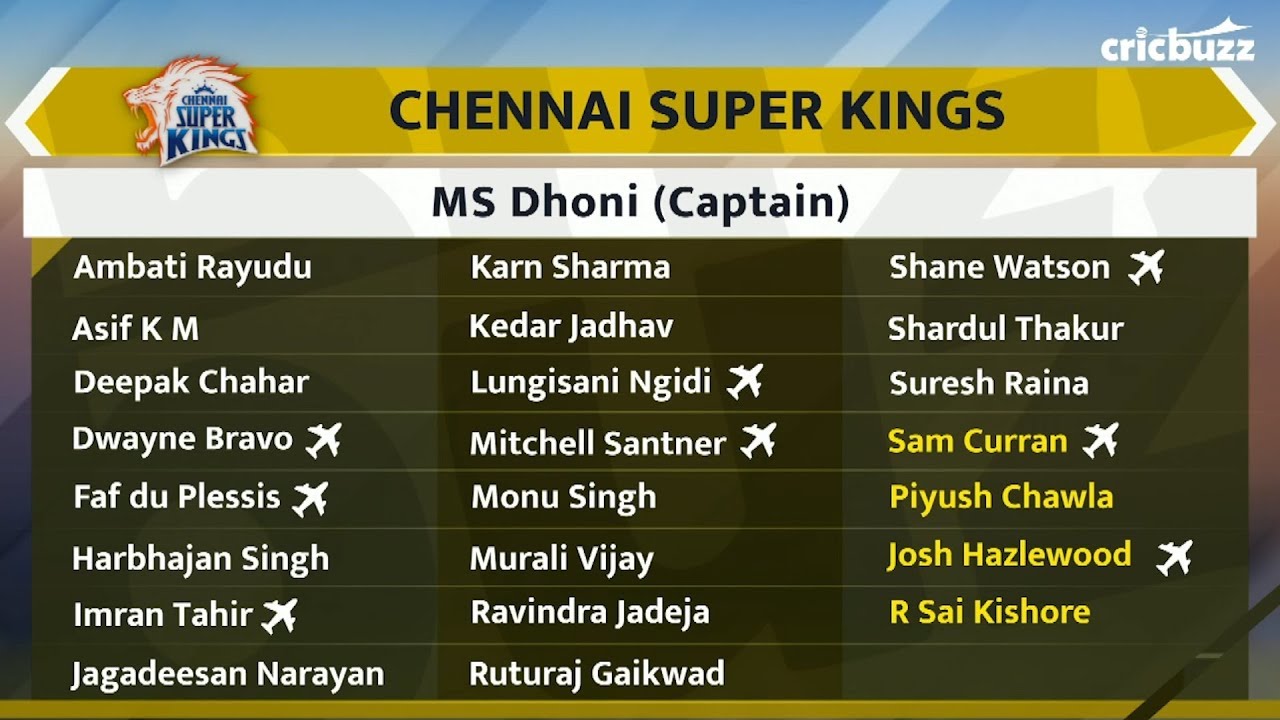 cricbuzz
CHENNAI SUPER KINGS
CHENNAI SUPER KINGS
MS Dhoni (Captain)
Ambati Rayudu
Asif K M
Deepak Chahar
Dwayne Bravo
Faf du Plessis
Harbhajan Singh
Imran Tahir
Jagadeesan Narayan
Karn Sharma
Kedar Jadhav
Lungisani Ngidi
Mitchell Santner
Monu Singh
Murali Vijay
Ravindra Jadeja
Ruturaj Gaikwad
Shane Watson
Shardul Thakur
Suresh Raina
Sam Curran
Piyush Chawla
Josh Hazlewood
R Sai Kishore